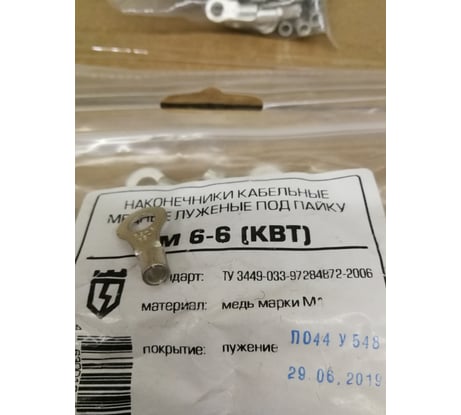 НАКОНЕЧНИКИ КАБЕЛЬНЫЕ
ЛУЖЕНЫЕ ПОД ПАЙКУ
6-6 (КВТ)
ТУ 3449-033-97284872-2006
материал: медь марки
покрытие: лужение
ЛО44 У 548
29.06.2019